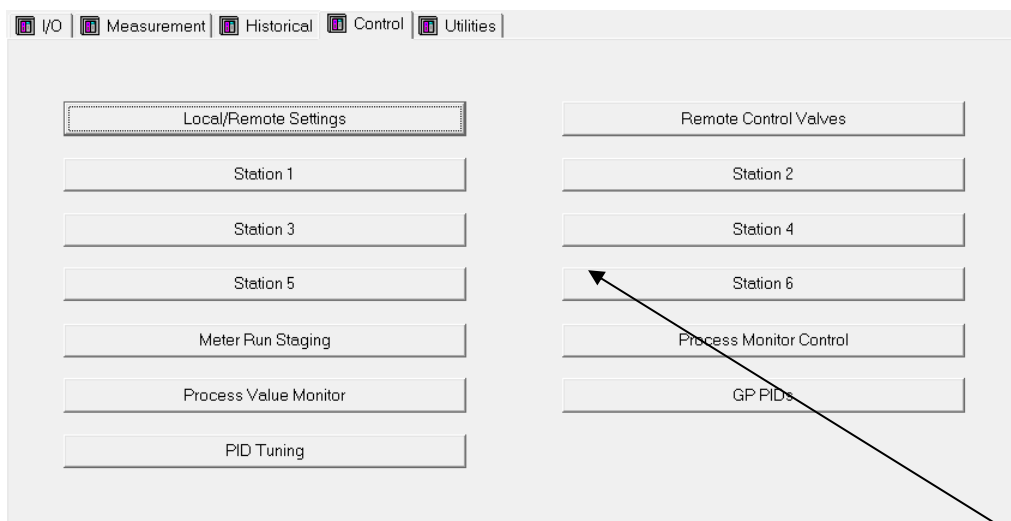 I/O Measurement Historical Control Utilities
Local/Remote Settings Remote Control Valves
Station 1 Station 2
Station 3 Station 4
Station 5 Station 6
Meter Run Staging Process Monitor Control
Process Value Monitor GP PIDs
PID Tuning